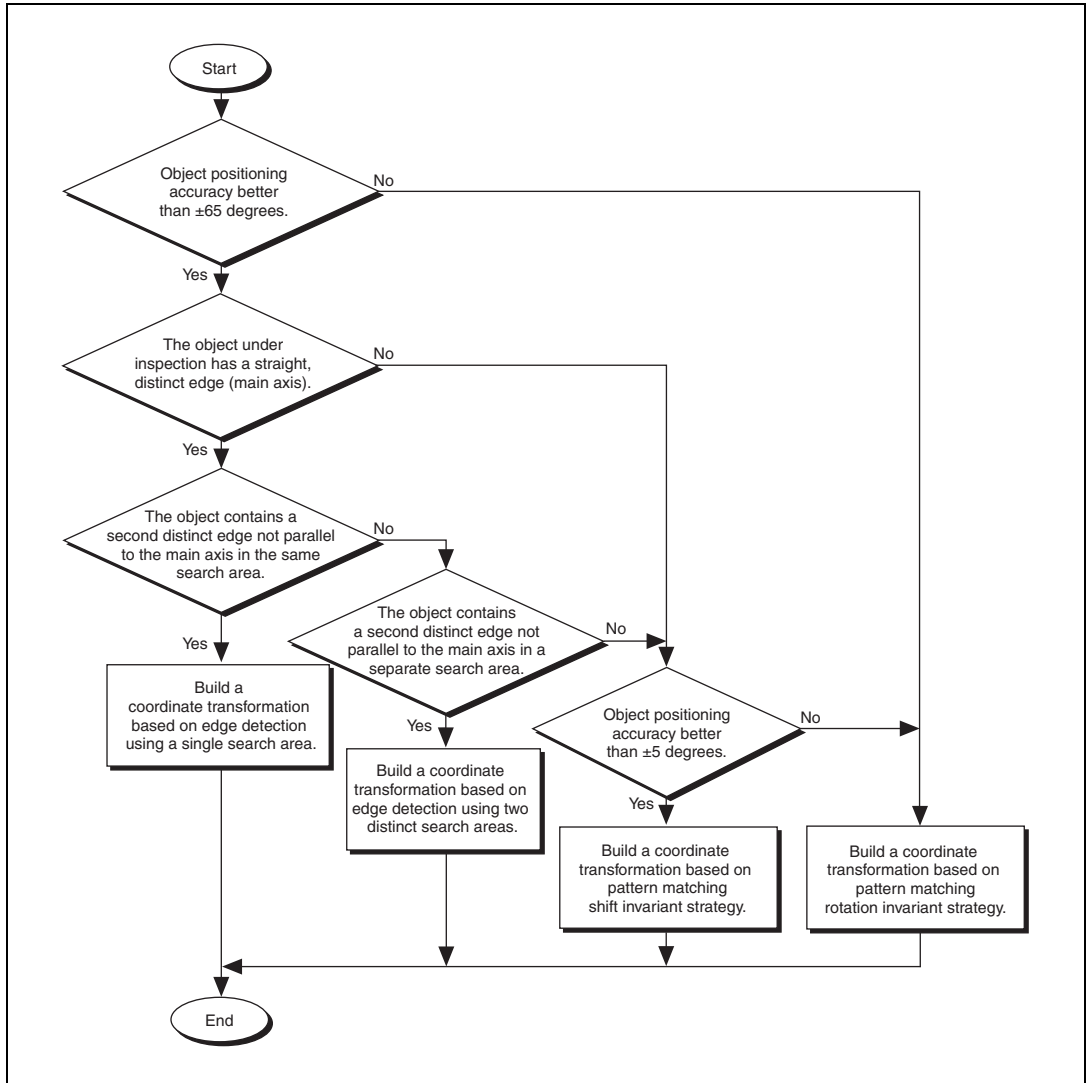 Start
Object positioning
accuracy better
than ±65 degrees.
No
Yes
The object under
inspection has a straight,
distinct edge (main axis).
No
Yes
The object contains a
second distinct edge not parallel
to the main axis in the same
search area.
No
Yes
The object contains
a second distinct edge not
parallel to the main axis in a
separate search area.
No
Yes
Build a
coordinate transformation
based on edge detection
using a single search area.
Object positioning
accuracy better
than ±5 degrees.
No
Yes
Build a coordinate
transformation based on
edge detection using two
distinct search areas.
Build a coordinate
transformation based on
pattern matching
shift invariant strategy.
Build a coordinate
transformation based on
pattern matching
rotation invariant strategy.
End